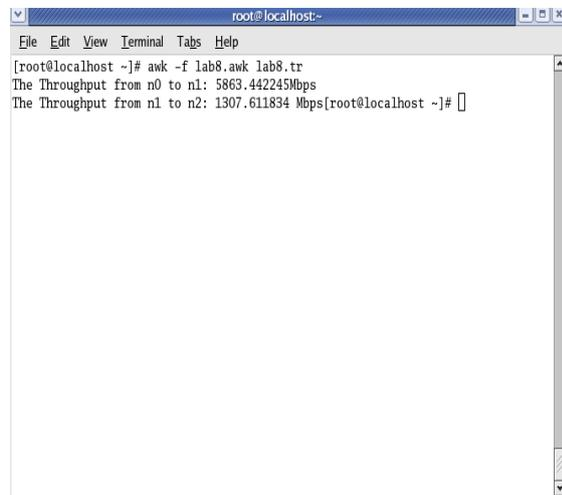 root@localhost:~
File Edit View Terminal Tabs Help
[root@localhost ~]# awk -f lab8.awk lab8.tr
The Throughput from n0 to n1: 5863.442245Mbps
The Throughput from n1 to n2: 1307.611834 Mbps[root@localhost ~]#